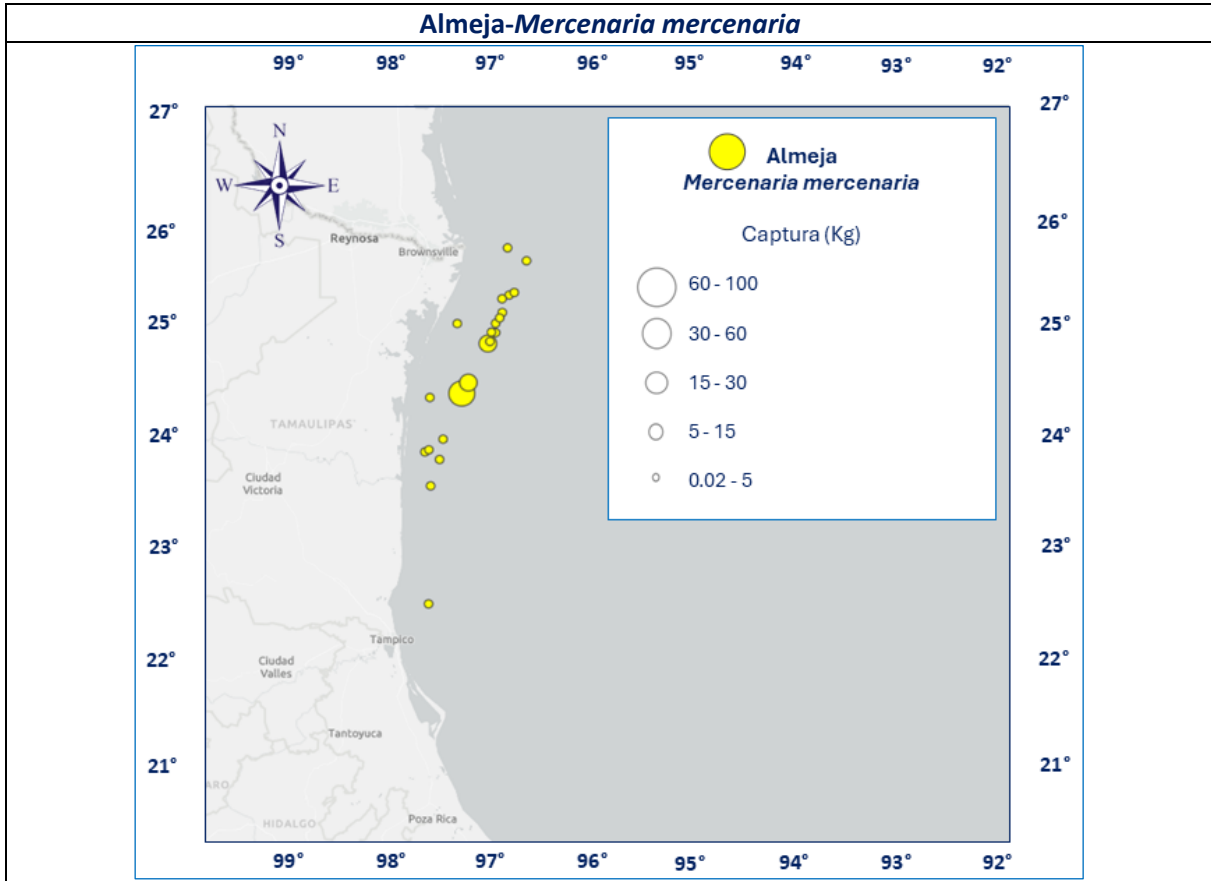 Almeja-Mercenaria mercenaria
99° 98° 97° 96° 95° 94° 93° 92°
27° 27°
N
W E
S
Almeja
Mercenaria mercenaria
Captura (Kg)
26° 26°
Reynosa
Brownsville
60 - 100
25° 25°
30 - 60
15 - 30
24° 24°
TAMAULIPAS
5 - 15
Ciudad
Victoria
0.02 - 5
23° 23°
Tampico
22° 22°
Ciudad
Valles
Tantoyuca
21° 21°
ARO
HIDALGO
Poza Rica
99° 98° 97° 96° 95° 94° 93° 92°